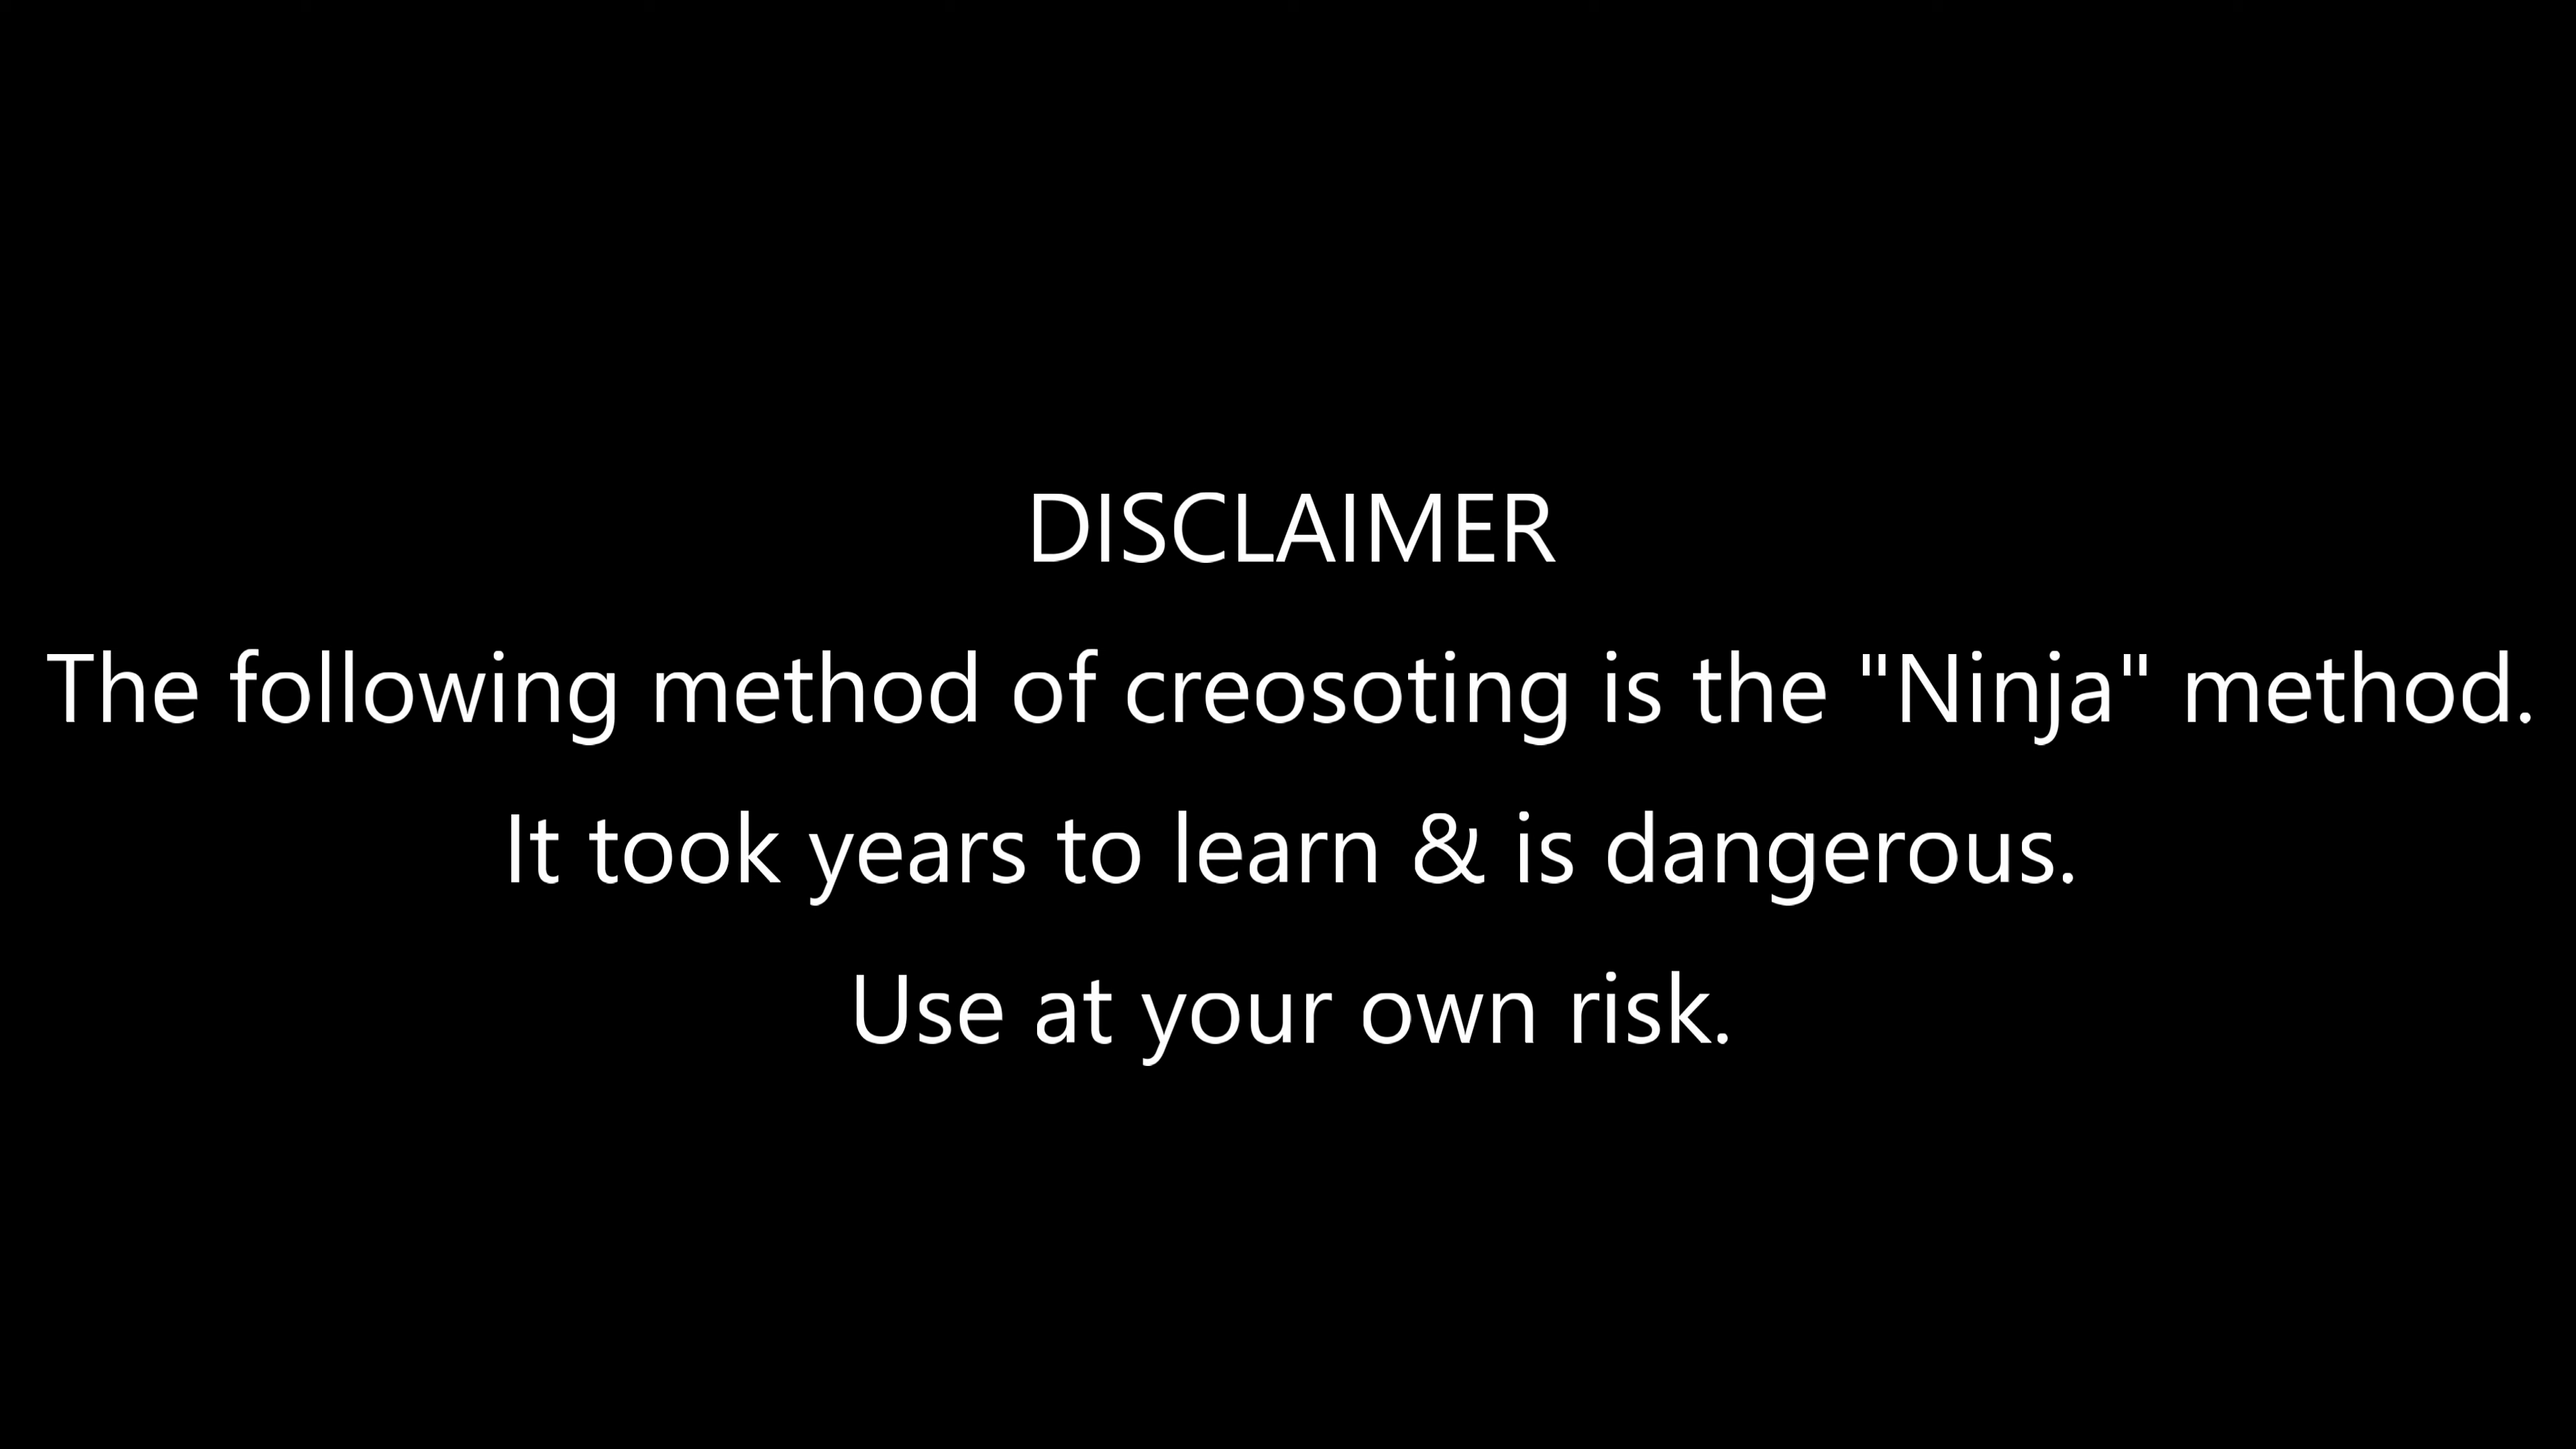 DISCLAIMER
The following method of creosoting is the "Ninja" method.
It took years to learn & is dangerous.
Use at your own risk.